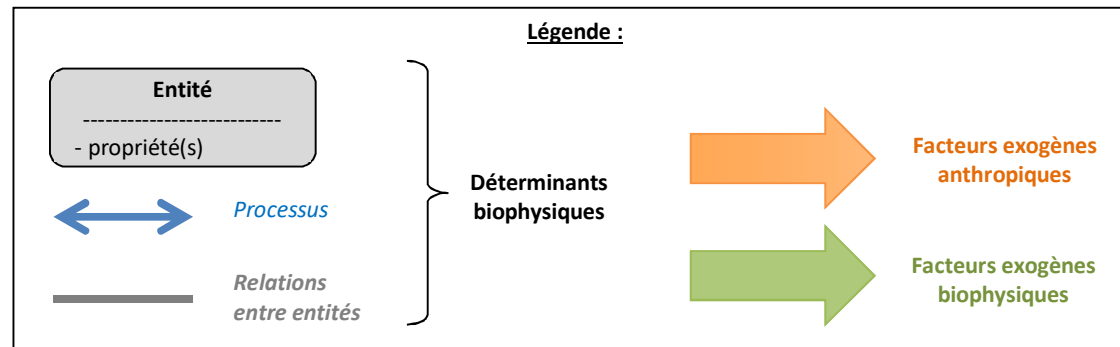 Légende :
Entité
---------------------------
- propriété(s)
Processus
Relations
entre entités
Déterminants
biophysiques
Facteurs exogènes
anthropiques
Facteurs exogènes
biophysiques